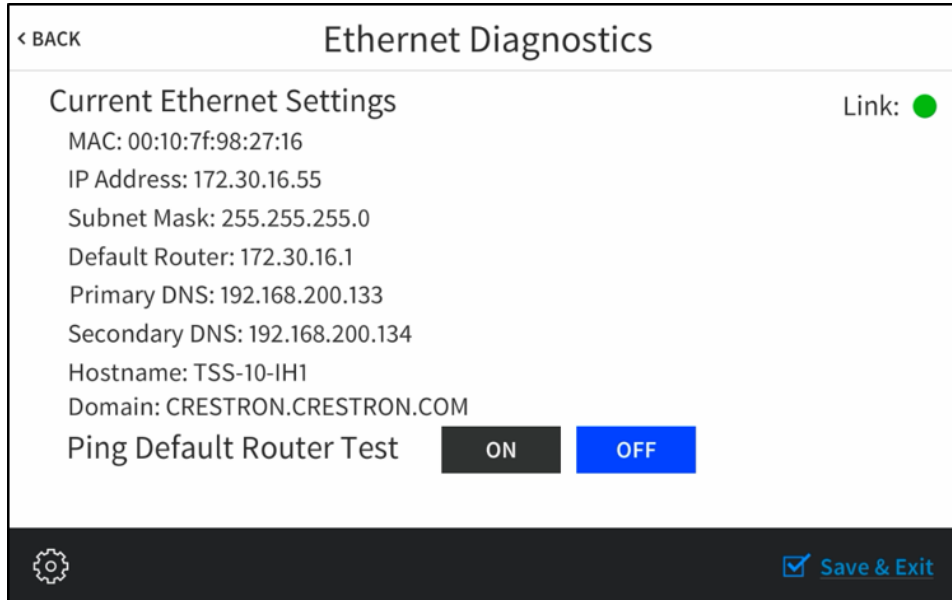 < BACK
Ethernet Diagnostics
Current Ethernet Settings
Link:
MAC: 00:10:7f:98:27:16
IP Address: 172.30.16.55
Subnet Mask: 255.255.255.0
Default Router: 172.30.16.1
Primary DNS: 192.168.200.133
Secondary DNS: 192.168.200.134
Hostname: TSS-10-IH1
Domain: CRESTRON.CRESTRON.COM
Ping Default Router Test ON OFF
Save & Exit